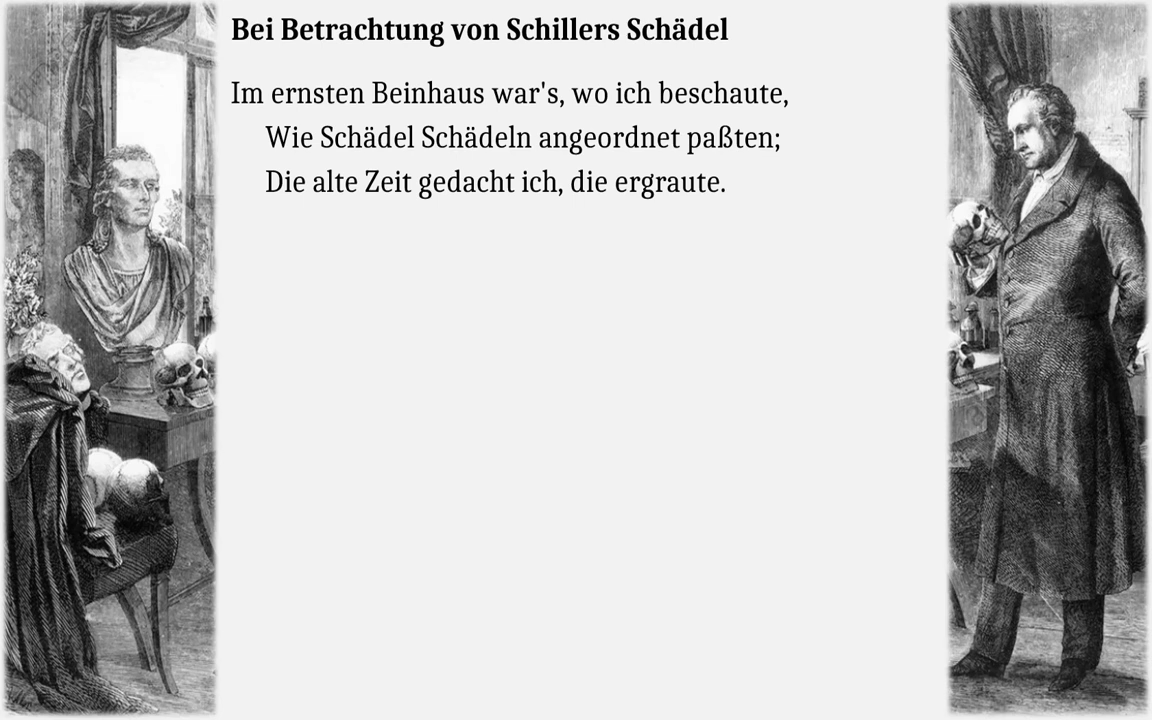 Bei Betrachtung von Schillers Schädel
Im ernsten Beinhaus war's, wo ich beschaute,
Wie Schädel Schädeln angeordnet paßten;
Die alte Zeit gedacht ich, die ergraute.